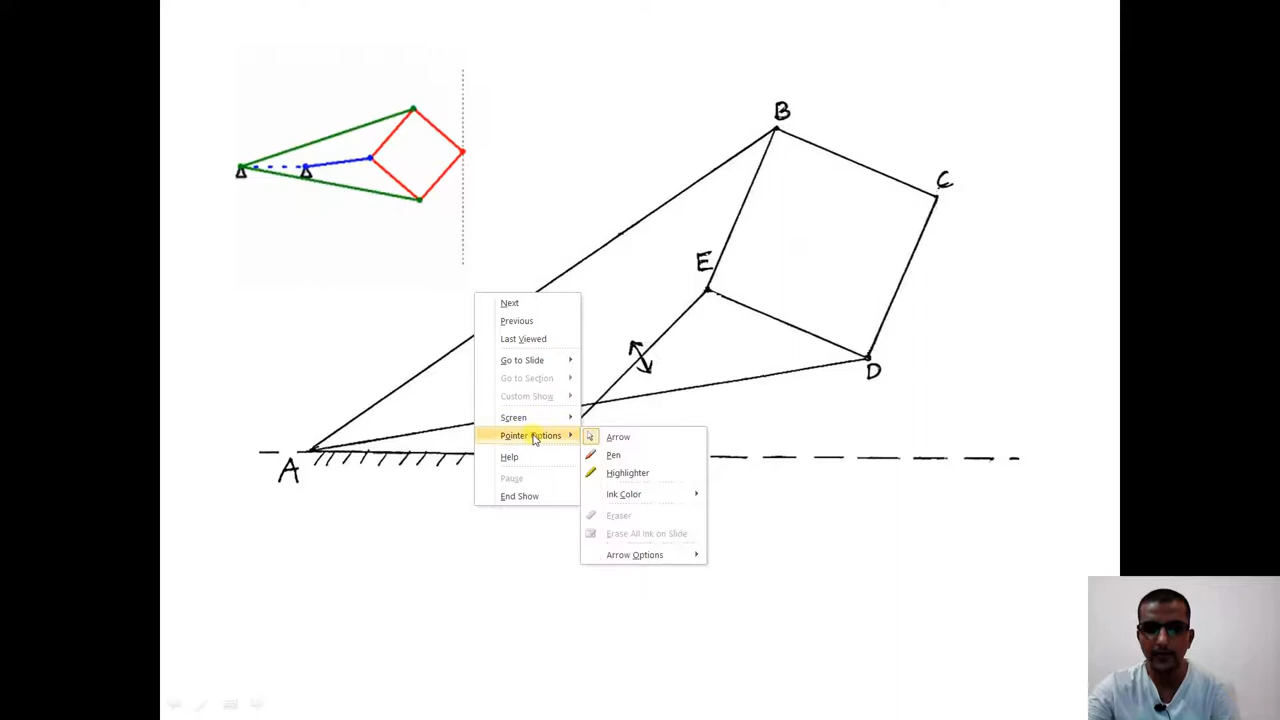 B
C
E
D
A
Next
Previous
Last Viewed
Go to Slide
Go to Section
Custom Show
Screen
Pointer Options
Help
Pause
End Show
Arrow
Pen
Highlighter
Ink Color
Eraser
Erase All Ink on Slide
Arrow Options